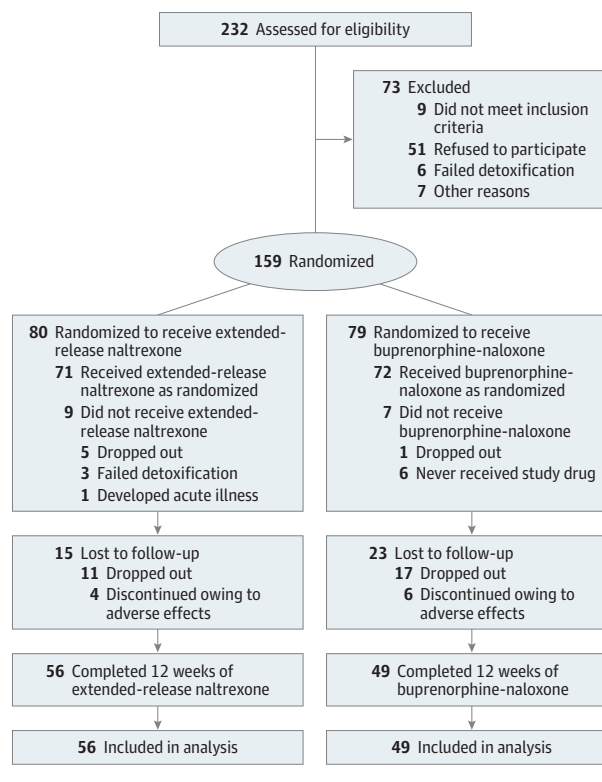 232 Assessed for eligibility
73 Excluded
9 Did not meet inclusion
criteria
51 Refused to participate
6 Failed detoxification
7 Other reasons
159 Randomized
80 Randomized to receive extended-
release naltrexone
71 Received extended-release
naltrexone as randomized
9 Did not receive extended-
release naltrexone
5 Dropped out
3 Failed detoxification
1 Developed acute illness
79 Randomized to receive
buprenorphine-naloxone
72 Received buprenorphine-
naloxone as randomized
7 Did not receive
buprenorphine-naloxone
1 Dropped out
6 Never received study drug
15 Lost to follow-up
11 Dropped out
4 Discontinued owing to
adverse effects
23 Lost to follow-up
17 Dropped out
6 Discontinued owing to
adverse effects
56 Completed 12 weeks of
extended-release naltrexone
49 Completed 12 weeks of
buprenorphine-naloxone
56 Included in analysis
49 Included in analysis